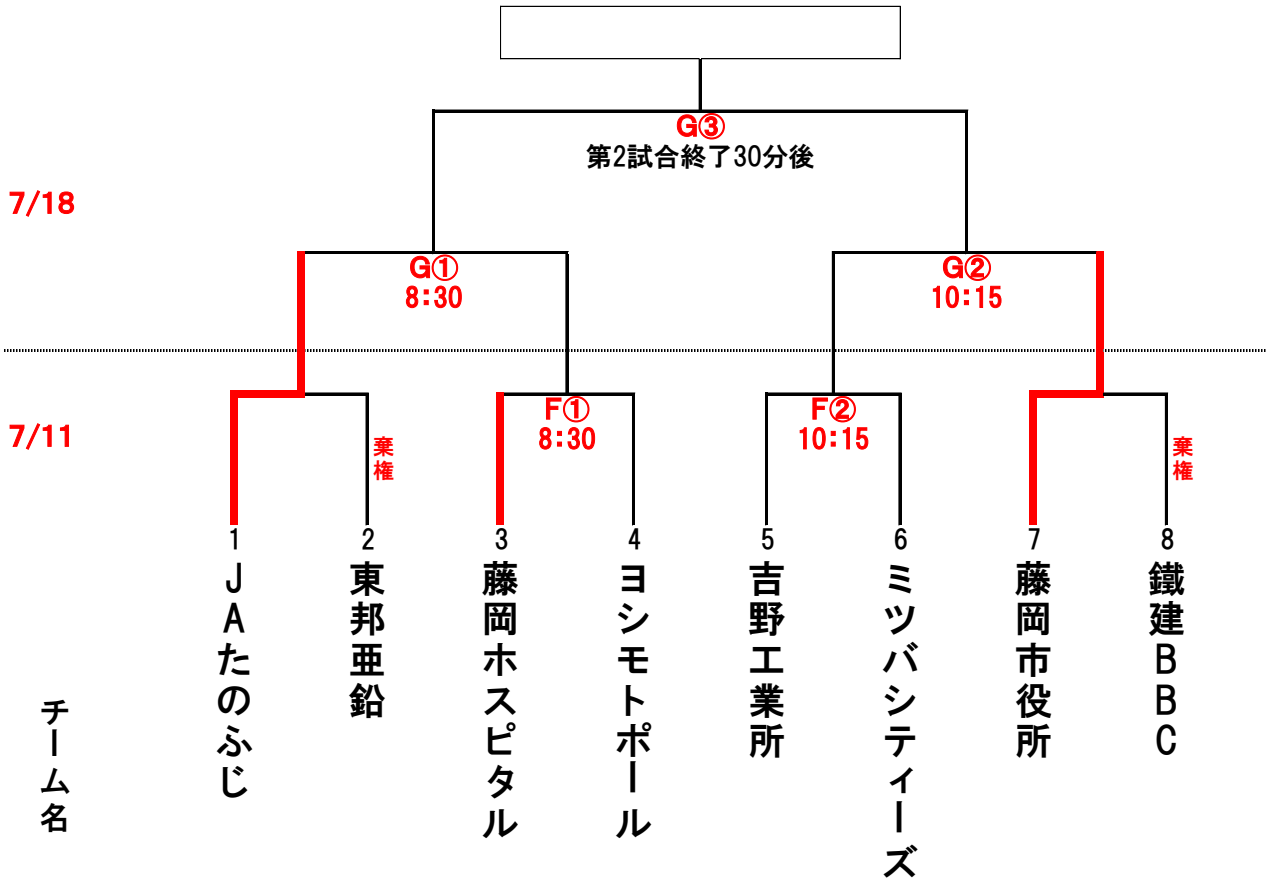 G③
第2試合終了30分後
7/18
G①
8:30
G②
10:15
7/11
棄権
F①
8:30
F②
10:15
棄権
1
JAたのふじ
2
東邦亜鉛
3
藤岡ホスピタル
4
ヨシモトポール
5
吉野工業所
6
ミツバシティーズ
7
藤岡市役所
8
鐵建BBC
チーム名